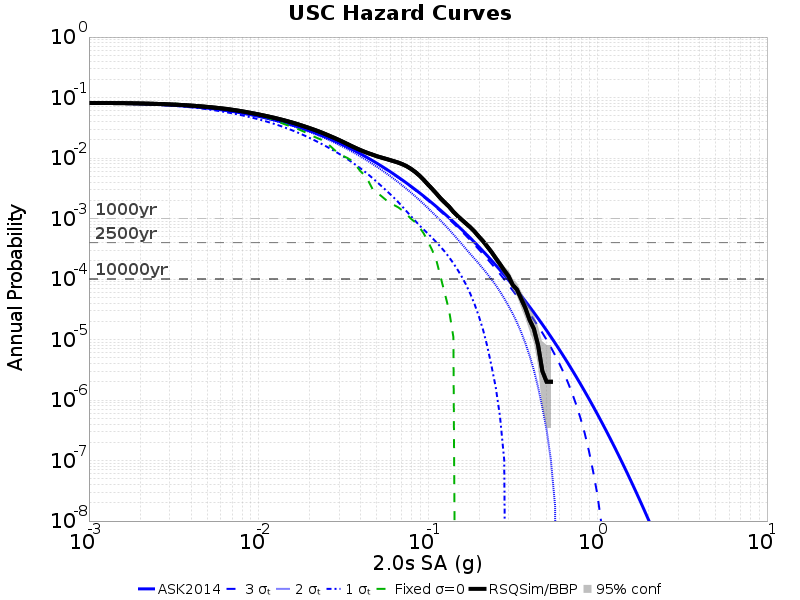 USC Hazard Curves
Annual Probability
10^0
10^-1
10^-2
10^-3
10^-4
10^-5
10^-6
10^-7
10^-8
1000yr
2500yr
10000yr
10^-3 10^-2 10^-1 10^0 10^1
2.0s SA (g)
ASK2014 3 σₜ 2 σₜ 1 σₜ Fixed σ=0 RSQSim/BBP 95% conf